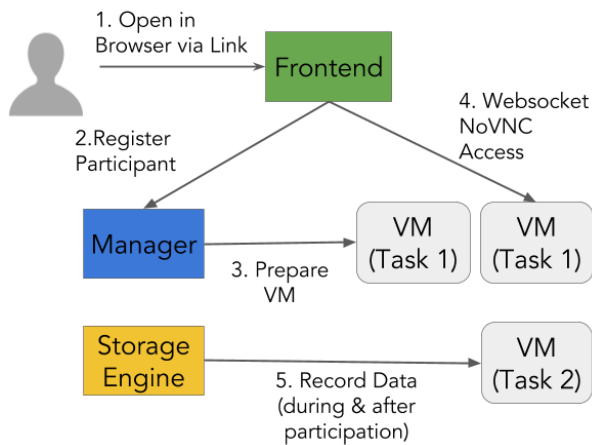 1. Open in
Browser via Link
Frontend
4. Websocket
NoVNC
Access
2.Register
Participant
Manager
3. Prepare
VM
VM
(Task 1)
VM
(Task 1)
Storage
Engine
5. Record Data
(during & after
participation)
VM
(Task 2)